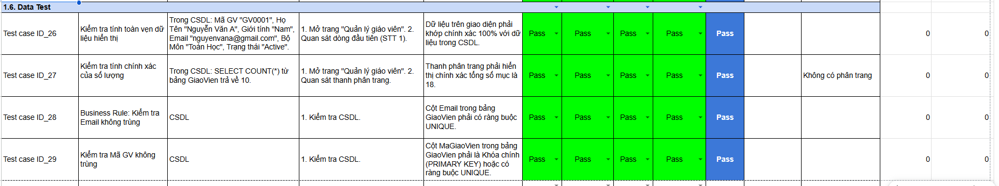 1.6. Data Test
Test case ID_26
Kiểm tra tính toàn vẹn dữ
liệu hiển thị
Trong CSDL: Mã GV "GV0001", Họ
Tên "Nguyễn Văn A", Giới tính "Nam",
Email "nguyenvana@gmail.com", Bộ
Môn "Toán Học", Trạng thái "Active".
1. Mở trang "Quản lý giáo viên". 2.
Quan sát dòng đầu tiên (STT 1).
Dữ liệu trên giao diện phải
khớp chính xác 100% với dữ
liệu trong CSDL.
Pass
Pass
Pass
Pass
Pass
0
0
Test case ID_27
Kiểm tra tính chính xác
của số lượng
Trong CSDL: SELECT COUNT(*) từ
bảng GiaoVien trả về 10.
1. Mở trang "Quản lý giáo viên". 2.
Quan sát thanh phân trang.
Thanh phân trang phải hiển
thị chính xác tổng số mục là
18.
Pass
Pass
Pass
Pass
Pass
Không có phân trang
0
0
Test case ID_28
Business Rule: Kiểm tra
Email không trùng
CSDL
1. Kiểm tra CSDL.
Cột Email trong bảng
GiaoVien phải có ràng buộc
UNIQUE.
Pass
Pass
Pass
Pass
Pass
0
0
Test case ID_29
Kiểm tra Mã GV không
trùng
CSDL
1. Kiểm tra CSDL.
Cột MaGiaoVien trong bảng
GiaoVien phải là Khóa chính
(PRIMARY KEY) hoặc có
ràng buộc UNIQUE.
Pass
Pass
Pass
Pass
Pass
0
0